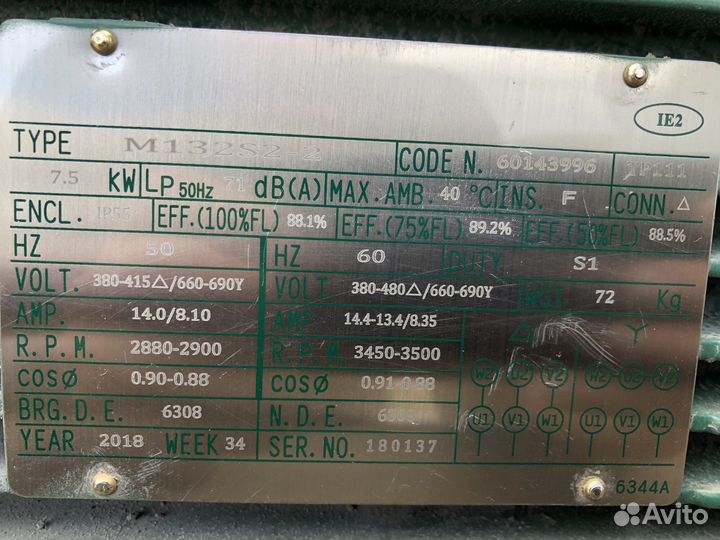 IE2
TYPE M132S2-2 CODE N. 60143996
7.5 KW LP 50Hz 71 dB(A) MAX. AMB. 40 °C INS. F CONN. △
ENCL. IP55 EFF.(100%FL) 88.1% EFF.(75%FL) 89.2% EFF.(50%FL) 88.5%
HZ 50 HZ 60 DUTY S1
VOLT. 380-415△/660-690Y VOLT 380-480△/660-690Y WGT. 72 Kg
AMP. 14.0/8.10 AMP 14.4-13.4/8.35 △ Y
R.P.M. 2880-2900 R.P.M 3450-3500
W2 U2 V2 W2 U2 V2
COSØ 0.90-0.88 COSØ 0.91-0.88
BRG.D.E. 6308 N.D.E.
U1 V1 W1 U1 V1 W1
YEAR 2018 WEEK 34 SER.NO. 180137
6344A
Avito